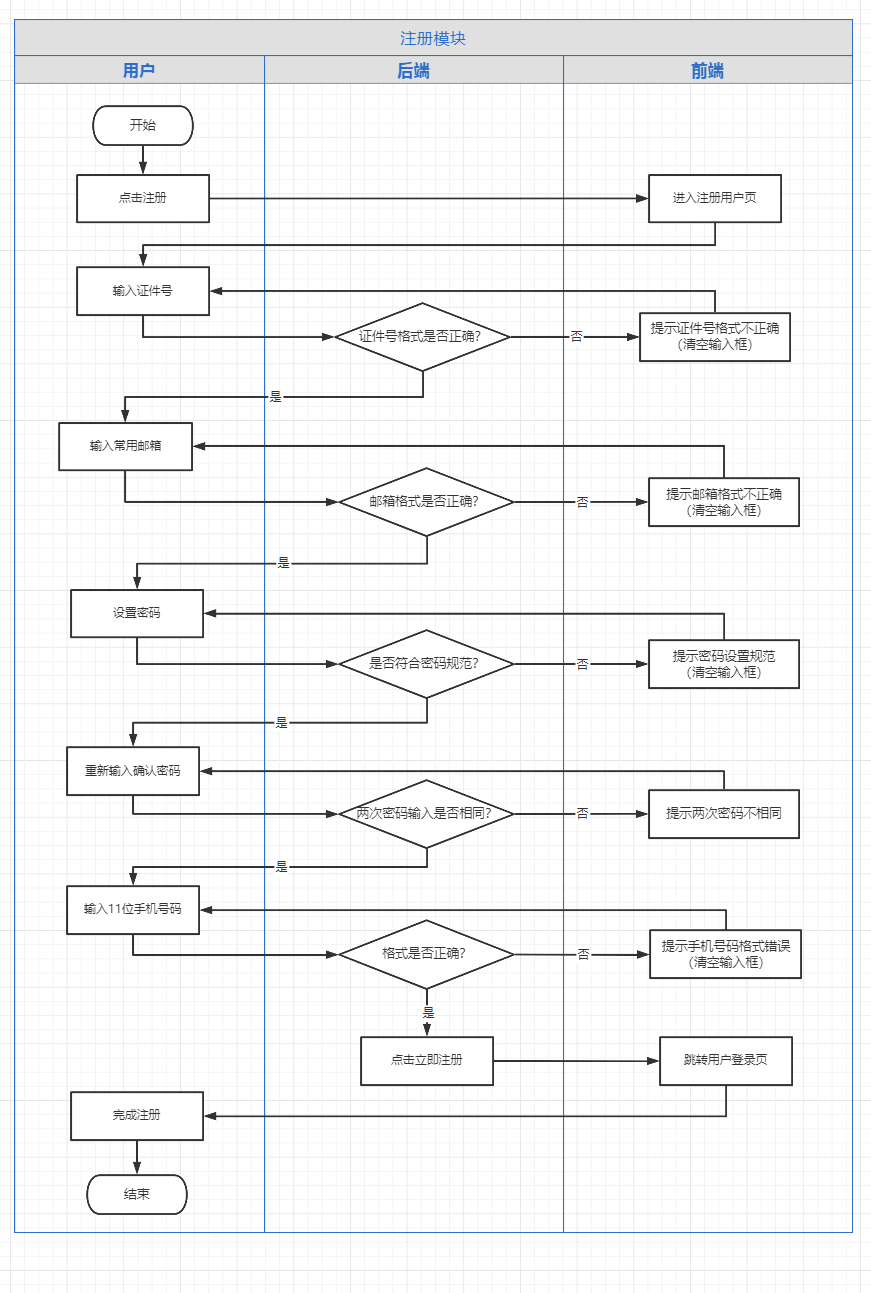 注册模块
用户
后端
前端
开始
点击注册
进入注册用户页
输入证件号
证件号格式是否正确?
否
提示证件号格式不正确
(清空输入框)
是
输入常用邮箱
邮箱格式是否正确?
否
提示邮箱格式不正确
(清空输入框)
是
设置密码
是否符合密码规范?
否
提示密码设置规范
(清空输入框)
是
重新输入确认密码
两次密码输入是否相同?
否
提示两次密码不相同
是
输入11位手机号码
格式是否正确?
否
提示手机号码格式错误
(清空输入框)
是
点击立即注册
跳转用户登录页
完成注册
结束